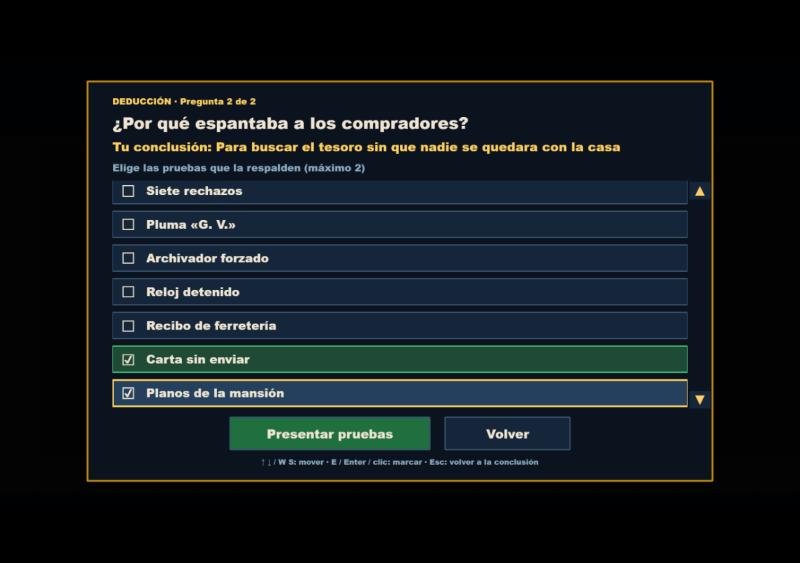 DEDUCCIÓN · Pregunta 2 de 2
¿Por qué espantaba a los compradores?
Tu conclusión: Para buscar el tesoro sin que nadie se quedara con la casa
Elige las pruebas que la respalden (máximo 2)
☐ Siete rechazos
☐ Pluma «G. V.»
☐ Archivador forzado
☐ Reloj detenido
☐ Recibo de ferretería
☑ Carta sin enviar
☑ Planos de la mansión
Presentar pruebas
Volver
↑ ↓ / W S: mover · E / Enter / clic: marcar · Esc: volver a la conclusión